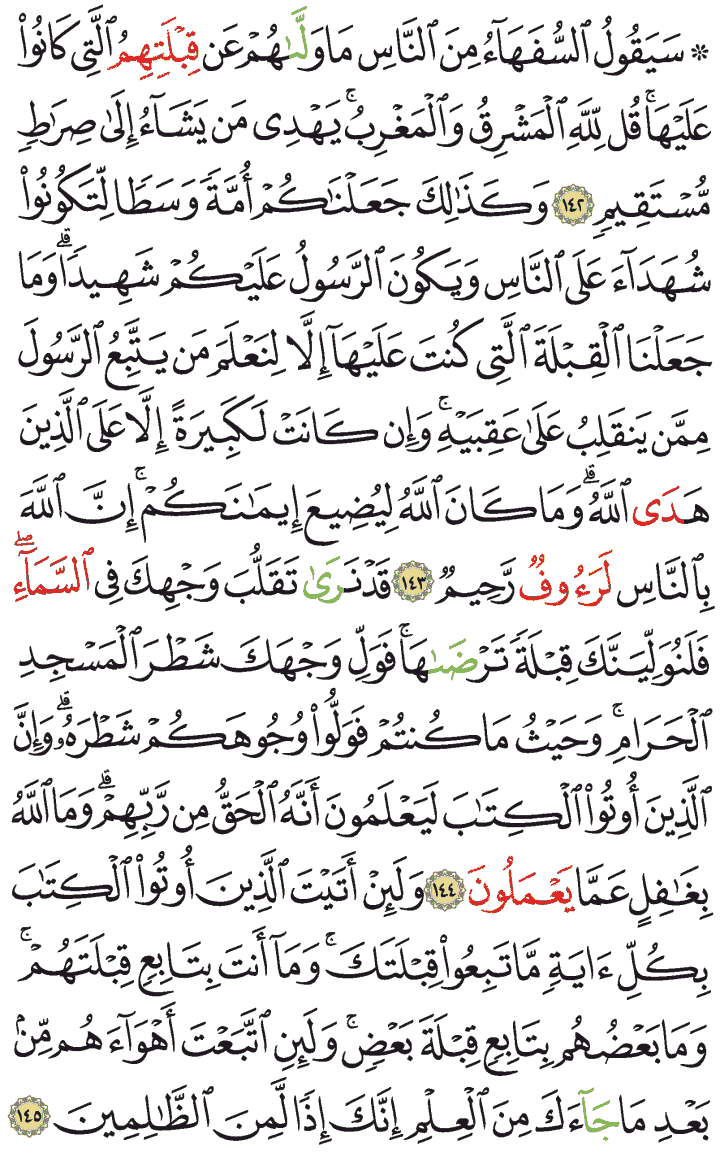 ۞ سَيَقُولُ ٱلسُّفَهَآءُ مِنَ ٱلنَّاسِ مَا وَلَّىٰهُمْ عَن قِبْلَتِهِمُ ٱلَّتِى كَانُوا۟
عَلَيْهَا ۚ قُل لِّلَّهِ ٱلْمَشْرِقُ وَٱلْمَغْرِبُ ۚ يَهْدِى مَن يَشَآءُ إِلَىٰ صِرَٰطٍ
مُّسْتَقِيمٍ ١٤٢ وَكَذَٰلِكَ جَعَلْنَٰكُمْ أُمَّةً وَسَطًا لِّتَكُونُوا۟
شُهَدَآءَ عَلَى ٱلنَّاسِ وَيَكُونَ ٱلرَّسُولُ عَلَيْكُمْ شَهِيدًا ۗ وَمَا
جَعَلْنَا ٱلْقِبْلَةَ ٱلَّتِى كُنتَ عَلَيْهَآ إِلَّا لِنَعْلَمَ مَن يَتَّبِعُ ٱلرَّسُولَ
مِمَّن يَنقَلِبُ عَلَىٰ عَقِبَيْهِ ۚ وَإِن كَانَتْ لَكَبِيرَةً إِلَّا عَلَى ٱلَّذِينَ
هَدَى ٱللَّهُ ۗ وَمَا كَانَ ٱللَّهُ لِيُضِيعَ إِيمَٰنَكُمْ ۚ إِنَّ ٱللَّهَ
بِٱلنَّاسِ لَرَءُوفٌ رَّحِيمٌ ١٤٣ قَدْ نَرَىٰ تَقَلُّبَ وَجْهِكَ فِى ٱلسَّمَآءِ ۖ
فَلَنُوَلِّيَنَّكَ قِبْلَةً تَرْضَىٰهَا ۚ فَوَلِّ وَجْهَكَ شَطْرَ ٱلْمَسْجِدِ
ٱلْحَرَامِ ۚ وَحَيْثُ مَا كُنتُمْ فَوَلُّوا۟ وُجُوهَكُمْ شَطْرَهُۥ ۗ وَإِنَّ
ٱلَّذِينَ أُوتُوا۟ ٱلْكِتَٰبَ لَيَعْلَمُونَ أَنَّهُ ٱلْحَقُّ مِن رَّبِّهِمْ ۗ وَمَا ٱللَّهُ
بِغَٰفِلٍ عَمَّا يَعْمَلُونَ ١٤٤ وَلَئِنْ أَتَيْتَ ٱلَّذِينَ أُوتُوا۟ ٱلْكِتَٰبَ
بِكُلِّ ءَايَةٍ مَّا تَبِعُوا۟ قِبْلَتَكَ ۚ وَمَآ أَنتَ بِتَابِعٍ قِبْلَتَهُمْ ۚ
وَمَا بَعْضُهُم بِتَابِعٍ قِبْلَةَ بَعْضٍ ۚ وَلَئِنِ ٱتَّبَعْتَ أَهْوَآءَهُم مِّنۢ
بَعْدِ مَا جَآءَكَ مِنَ ٱلْعِلْمِ إِنَّكَ إِذًا لَّمِنَ ٱلظَّٰلِمِينَ ١٤٥